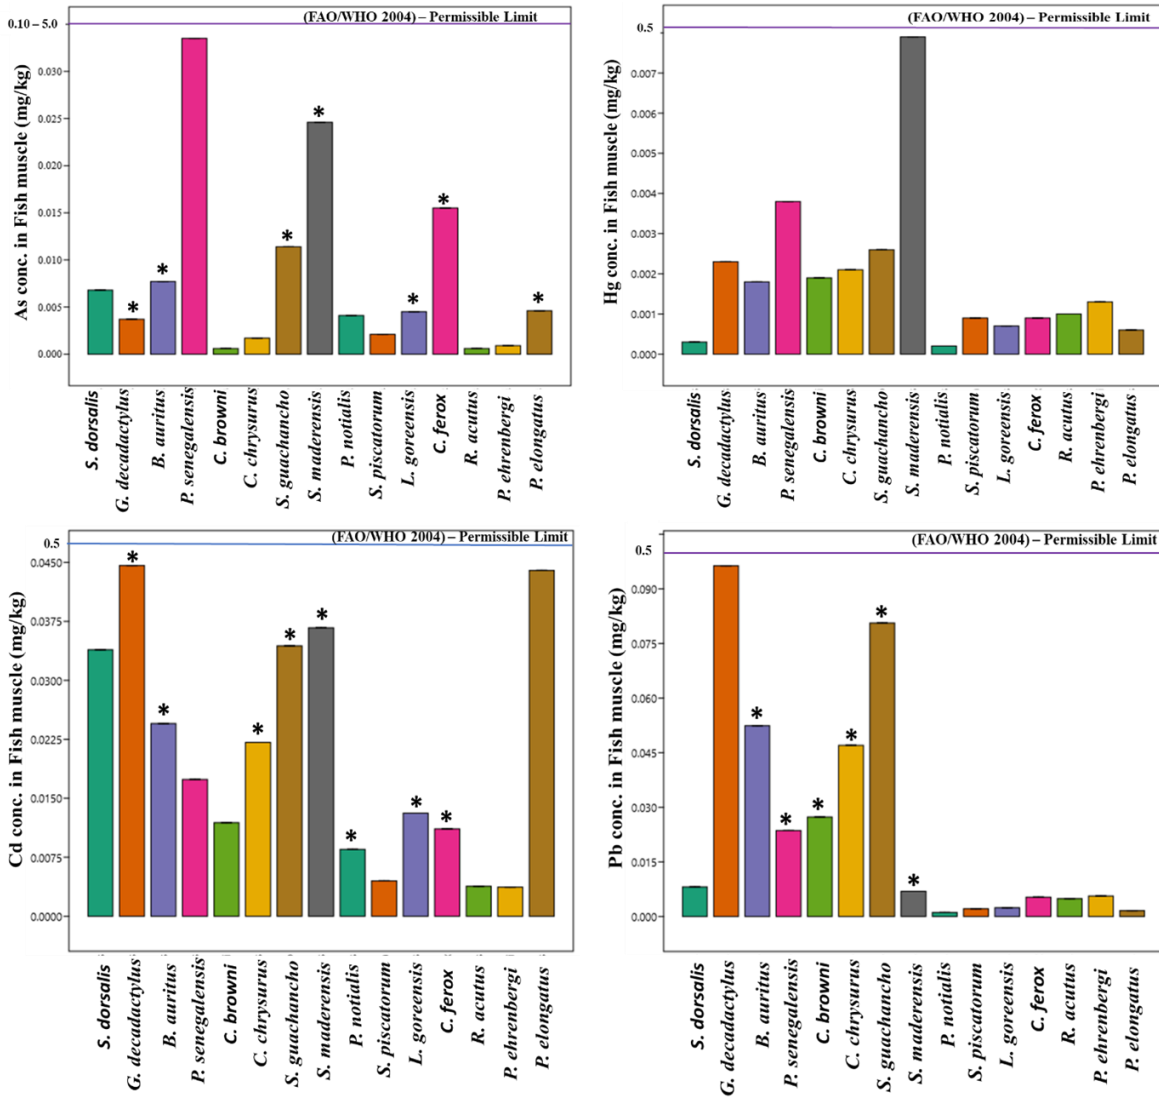 (FAO/WHO 2004) – Permissible Limit
0.10 – 5.0
As conc. in Fish muscle (mg/kg)
0.030
0.025
0.020
0.015
0.010
0.005
0.000
*
*
*
*
*
*
*
S. dorsalis
G. decadactylus
B. auritus
P. senegalensis
C. browni
C. chrysurus
S. guachancho
S. maderensis
P. notialis
S. piscatorum
L. goreensis
C. ferox
R. acutus
P. ehrenbergi
P. elongatus
(FAO/WHO 2004) – Permissible Limit
0.5
Hg conc. in Fish muscle (mg/kg)
0.007
0.006
0.005
0.004
0.003
0.002
0.001
0.000
S. dorsalis
G. decadactylus
B. auritus
P. senegalensis
C. browni
C. chrysurus
S. guachancho
S. maderensis
P. notialis
S. piscatorum
L. goreensis
C. ferox
R. acutus
P. ehrenbergi
P. elongatus
(FAO/WHO 2004) – Permissible Limit
0.5
Cd conc. in Fish muscle (mg/kg)
0.0450
0.0375
0.0300
0.0225
0.0150
0.0075
0.0000
*
*
*
*
*
*
*
*
S. dorsalis
G. decadactylus
B. auritus
P. senegalensis
C. browni
C. chrysurus
S. guachancho
S. maderensis
P. notialis
S. piscatorum
L. goreensis
C. ferox
R. acutus
P. ehrenbergi
P. elongatus
(FAO/WHO 2004) – Permissible Limit
0.5
Pb conc. in Fish muscle (mg/kg)
0.090
0.075
0.060
0.045
0.030
0.015
0.000
*
*
*
*
*
*
S. dorsalis
G. decadactylus
B. auritus
P. senegalensis
C. browni
C. chrysurus
S. guachancho
S. maderensis
P. notialis
S. piscatorum
L. goreensis
C. ferox
R. acutus
P. ehrenbergi
P. elongatus